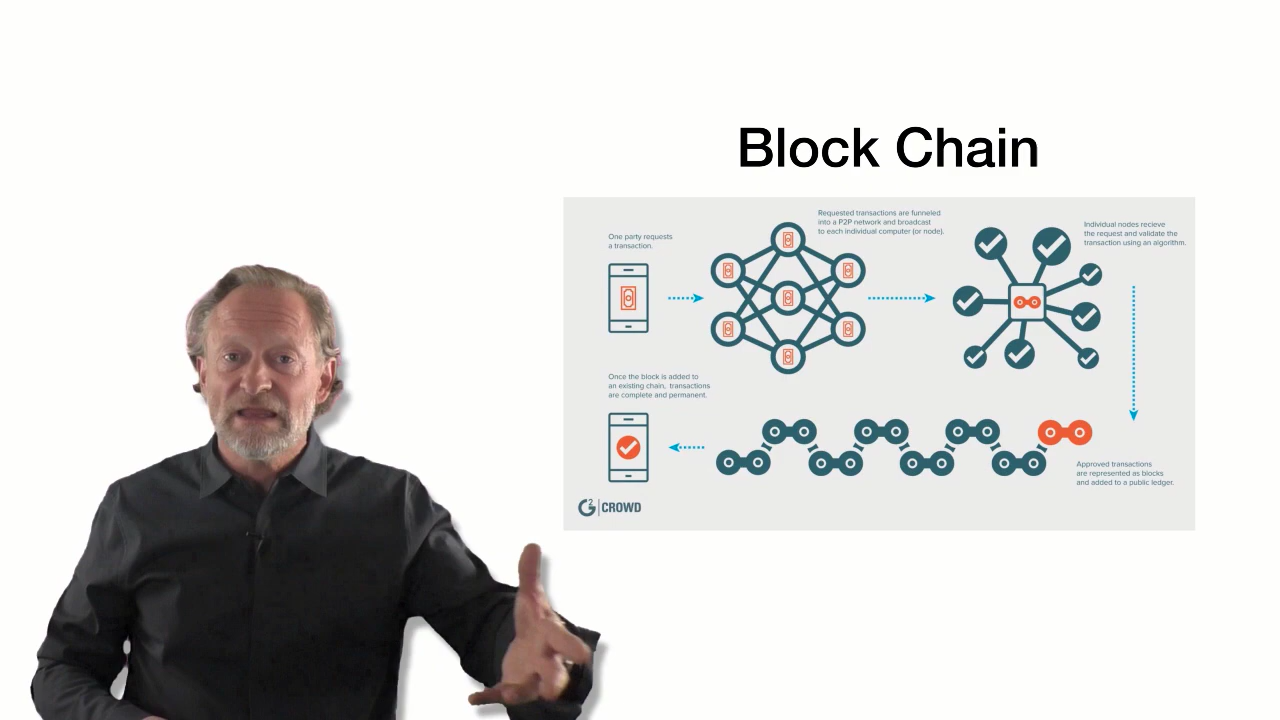 Block Chain
One party requests
a transaction.
Requested transactions are funneled
into a P2P network and broadcast
to each individual computer (or node).
Individual nodes recieve
the request and validate the
transaction using an algorithm.
Once the block is added to
an existing chain, transactions
are complete and permanent.
Approved transactions
are represented as blocks
and added to a public ledger.
G2 | CROWD